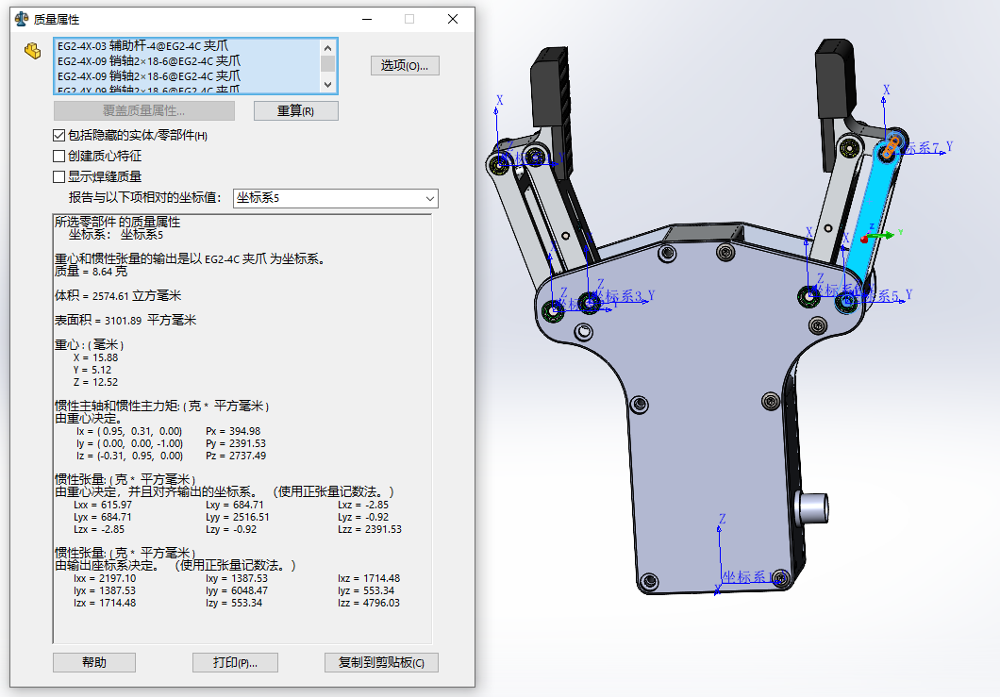 质量属性
EG2-4X-03 辅助杆-4@EG2-4C 夹爪
EG2-4X-09 销轴2×18-6@EG2-4C 夹爪
EG2-4X-09 销轴2×18-6@EG2-4C 夹爪
EG2-4X-09 销轴2×18-6@EG2-4C 夹爪
选项(O)...
覆盖质量属性...
重算(R)
包括隐藏的实体/零部件(H)
创建质心特征
显示焊缝质量
报告与以下项相对的坐标值:
坐标系5
所选零部件 的质量属性
坐标系: 坐标系5
重心和惯性张量的输出是以 EG2-4C 夹爪 为坐标系。
质量 = 8.64 克
体积 = 2574.61 立方毫米
表面积 = 3101.89 平方毫米
重心 : ( 毫米 )
X = 15.88
Y = 5.12
Z = 12.52
惯性主轴和惯性主力矩: ( 克 * 平方毫米 )
由重心决定。
Ix = ( 0.95, 0.31, 0.00) Px = 394.98
Iy = ( 0.00, 0.00, -1.00) Py = 2391.53
Iz = (-0.31, 0.95, 0.00) Pz = 2737.49
惯性张量: ( 克 * 平方毫米 )
由重心决定，并且对齐输出的坐标系。 （使用正张量记数法。）
Lxx = 615.97 Lxy = 684.71 Lxz = -2.85
Lyx = 684.71 Lyy = 2516.51 Lyz = -0.92
Lzx = -2.85 Lzy = -0.92 Lzz = 2391.53
惯性张量: ( 克 * 平方毫米 )
由输出座标系决定。 （使用正张量记数法。）
Ixx = 2197.10 Ixy = 1387.53 Ixz = 1714.48
Iyx = 1387.53 Iyy = 6048.47 Iyz = 553.34
Izx = 1714.48 Izy = 553.34 Izz = 4796.03
帮助
打印(P)...
复制到剪贴板(C)
X
X
Z
坐标
Y
坐标系7
Y
Z
Y
X
X
X
Z
坐标系
Z
坐标系3
Y
Y
Z
坐标系
Z
坐标系5
Y
Z
坐标系1
X